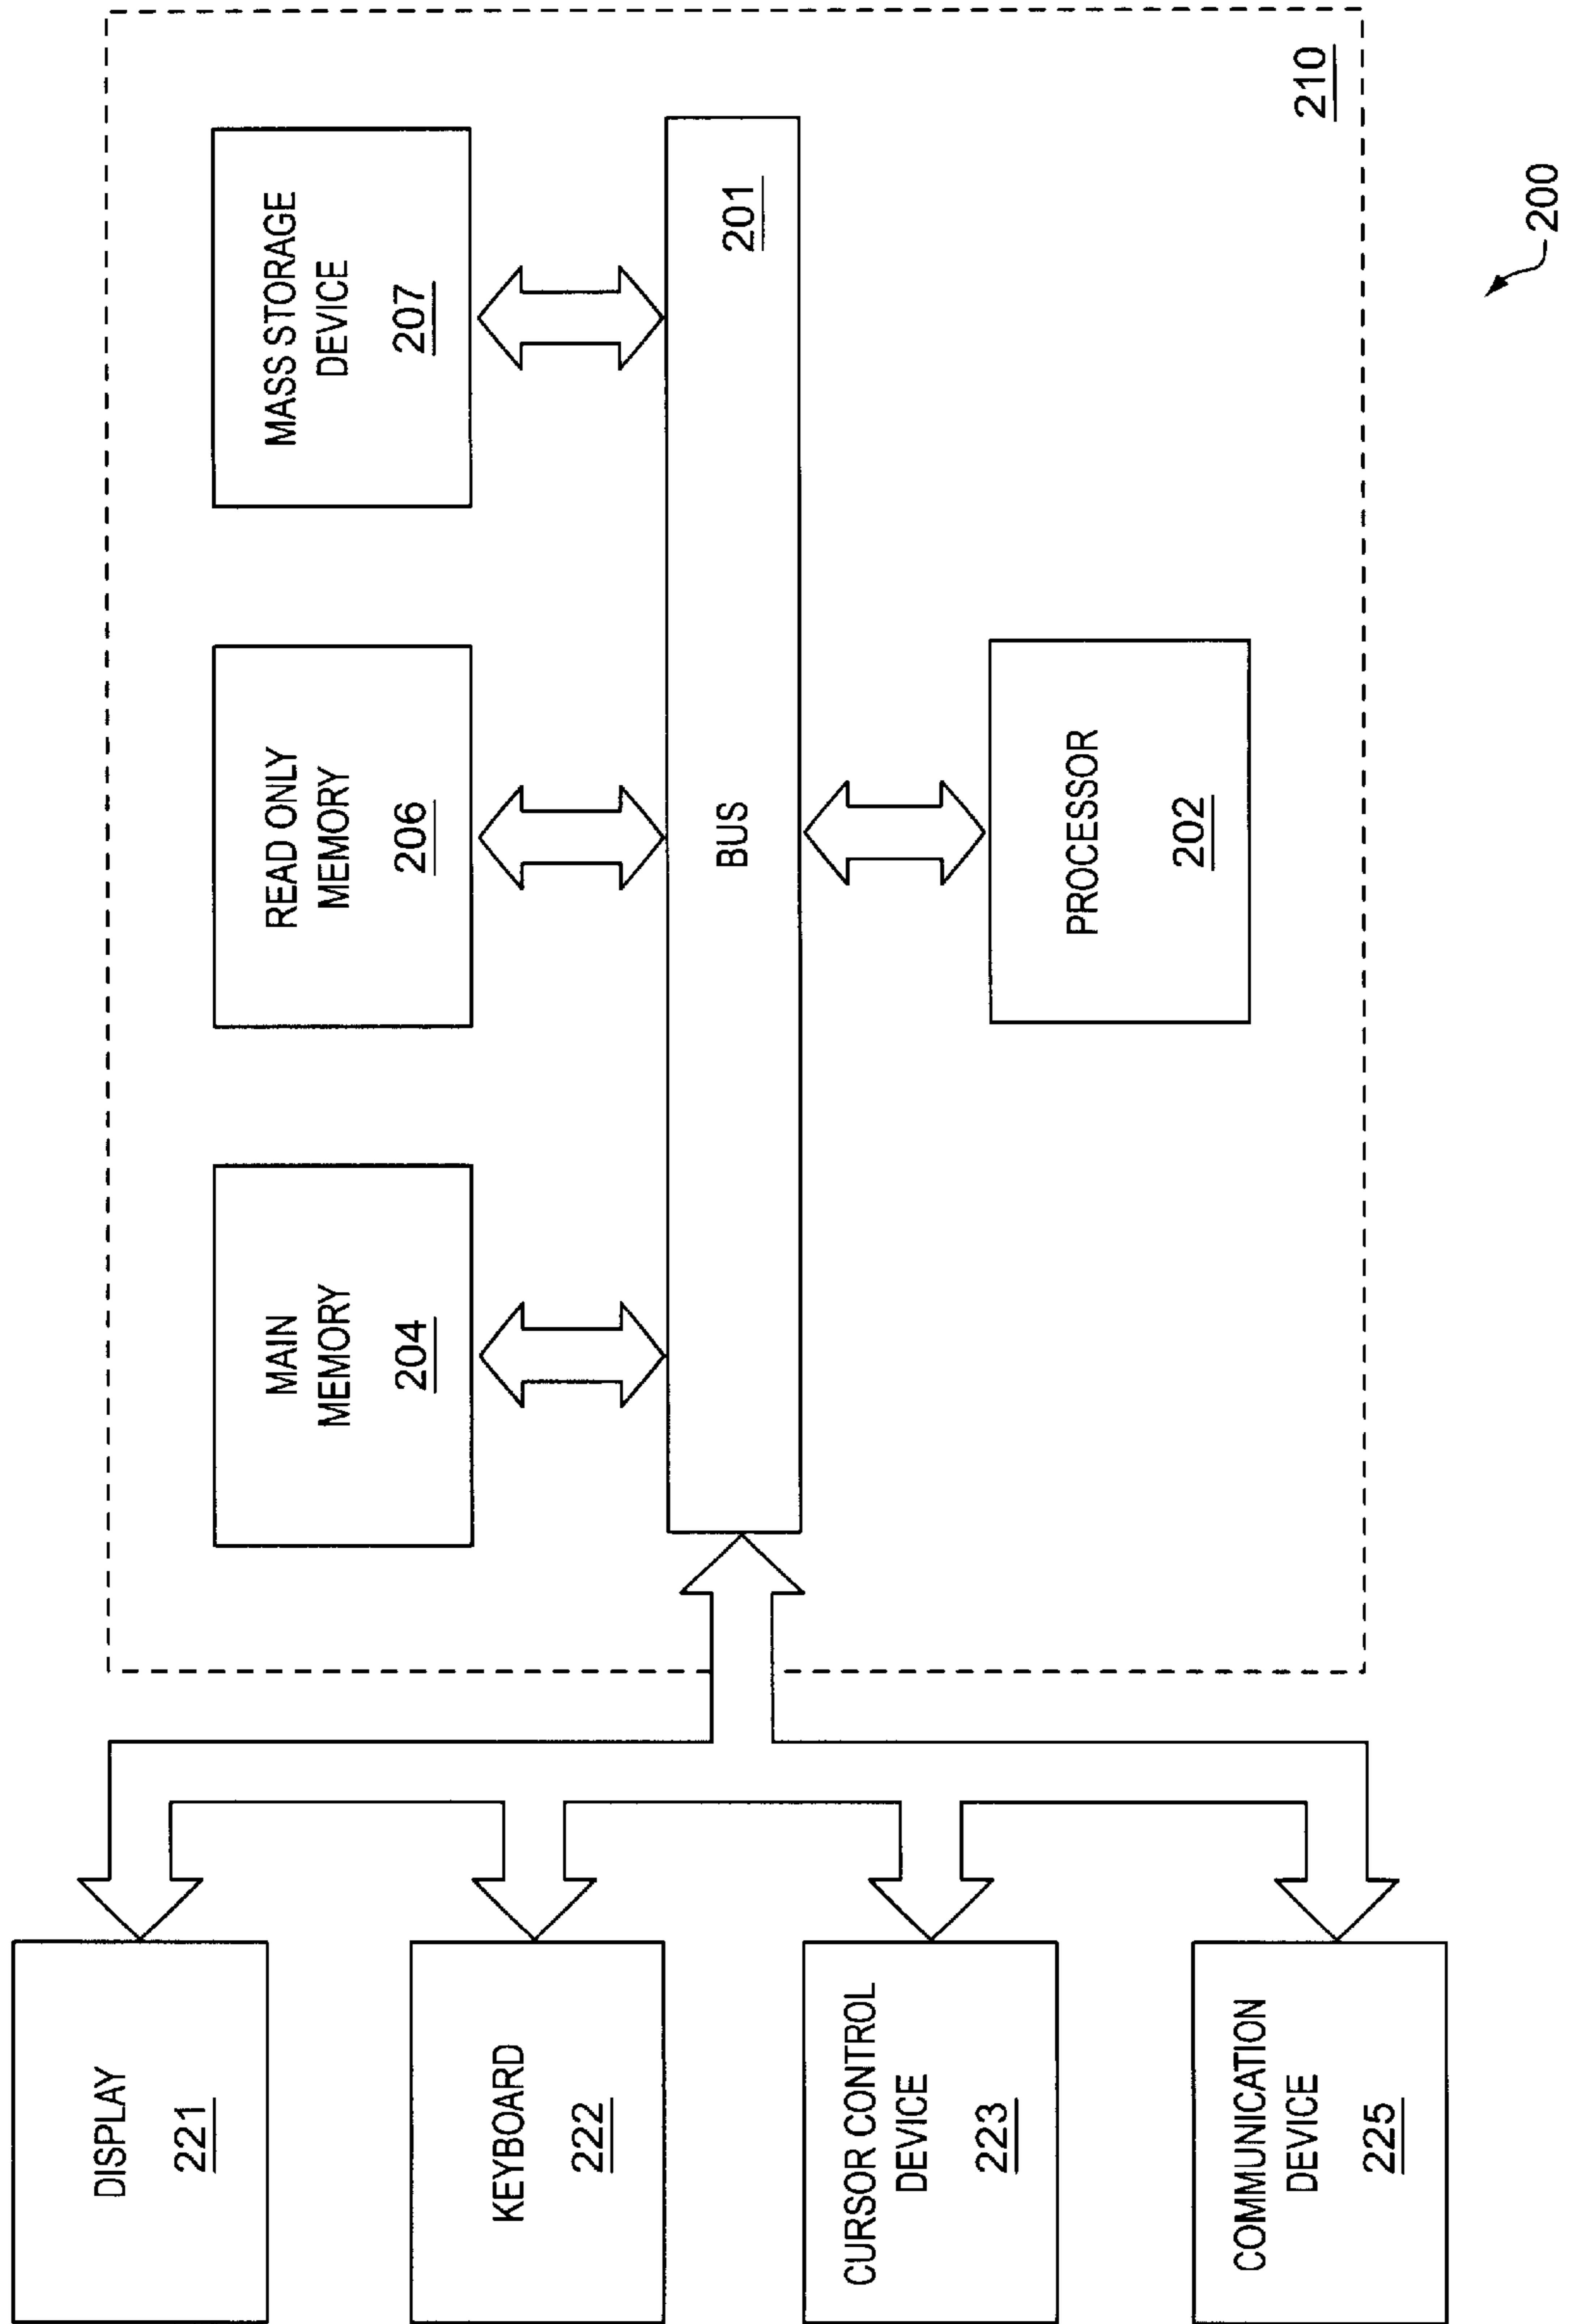 DISPLAY
221
KEYBOARD
222
CURSOR CONTROL
DEVICE
223
COMMUNICATION
DEVICE
225
MAIN
MEMORY
204
READ ONLY
MEMORY
206
MASS STORAGE
DEVICE
207
BUS
201
PROCESSOR
202
210
200